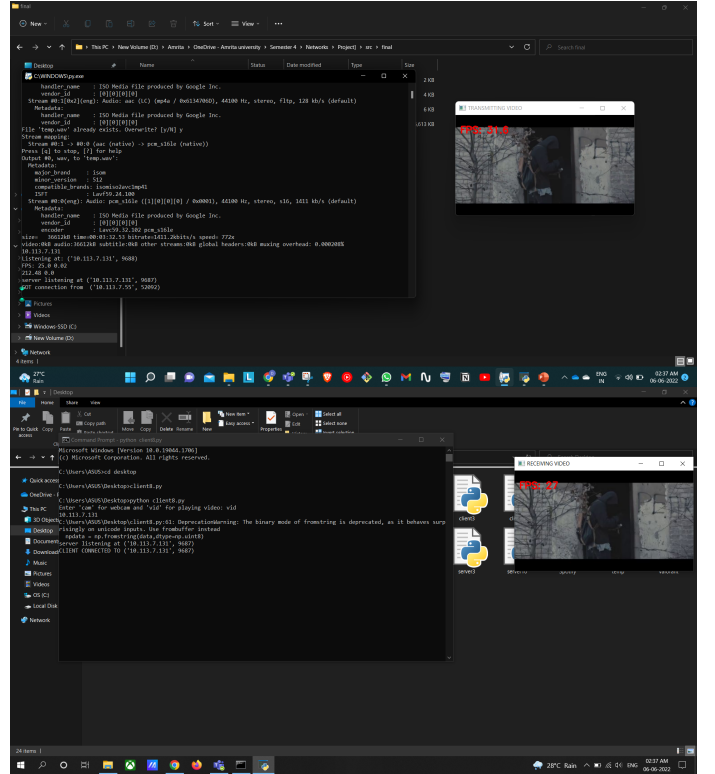 final
New
Sort
View
This PC > New Volume (D:) > Amrita > OneDrive - Amrita university > Semester 4 > Networks > Project] > src > final
Search final
Desktop
Name
Status
Date modified
Type
Size
C:\WINDOWS\py.exe
2 KB
4 KB
6 KB
,613 KB
handler_name : ISO Media file produced by Google Inc.
vendor_id : [0][0][0][0]
Stream #0:1[0x2](eng): Audio: aac (LC) (mp4a / 0x6134706D), 44100 Hz, stereo, fltp, 128 kb/s (default)
Metadata:
handler_name : ISO Media file produced by Google Inc.
vendor_id : [0][0][0][0]
File 'temp.wav' already exists. Overwrite? [y/N] y
Stream mapping:
Stream #0:1 -> #0:0 (aac (native) -> pcm_s16le (native))
Press [q] to stop, [?] for help
Output #0, wav, to 'temp.wav':
Metadata:
major_brand : isom
minor_version : 512
compatible_brands: isomiso2avc1mp41
ISFT : Lavf59.24.100
Stream #0:0(eng): Audio: pcm_s16le ([1][0][0][0] / 0x0001), 44100 Hz, stereo, s16, 1411 kb/s (default)
Metadata:
handler_name : ISO Media file produced by Google Inc.
vendor_id : [0][0][0][0]
encoder : Lavc59.32.102 pcm_s16le
size= 36612kB time=00:03:32.53 bitrate=1411.2kbits/s speed= 772x
video:0kB audio:36612kB subtitle:0kB other streams:0kB global headers:0kB muxing overhead: 0.000208%
10.113.7.131
Listening at: ('10.113.7.131', 9688)
FPS: 25.0 0.02
212.48 0.0
server listening at ('10.113.7.131', 9687)
GOT connection from ('10.113.7.55', 52092)
TRANSMITTING VIDEO
Pictures
Videos
Windows-SSD (C:)
New Volume (D:)
Network
4 items
27°C
Rain
ENG
IN
02:37 AM
06-06-2022
Desktop
File
Home
Share
View
Pin to Quick access
Copy
Paste
Cut
Copy path
Paste shortcut
Move
Copy
Delete
Rename
New
New item
Easy access
Properties
Open
Edit
Select all
Select none
Command Prompt - python client8.py
Microsoft Windows [Version 10.0.19044.1706]
(c) Microsoft Corporation. All rights reserved.
C:\Users\ASUS>cd desktop
C:\Users\ASUS\Desktop>client8.py
C:\Users\ASUS\Desktop>python client8.py
Enter 'cam' for webcam and 'vid' for playing video: vid
10.113.7.131
C:\Users\ASUS\Desktop\client8.py:61: DeprecationWarning: The binary mode of fromstring is deprecated, as it behaves surp
risingly on unicode inputs. Use frombuffer instead
npdata = np.fromstring(data,dtype=np.uint8)
server listening at ('10.113.7.131', 9687)
CLIENT CONNECTED TO ('10.113.7.131', 9687)
RECEIVING VIDEO
FPS: 27
Quick access
OneDrive -
This PC
3D Object
Desktop
Document
Download
Music
Pictures
Videos
OS (C:)
Local Disk
Network
client3
server3
24 items
28°C Rain
ENG
02:37 AM
06-06-2022